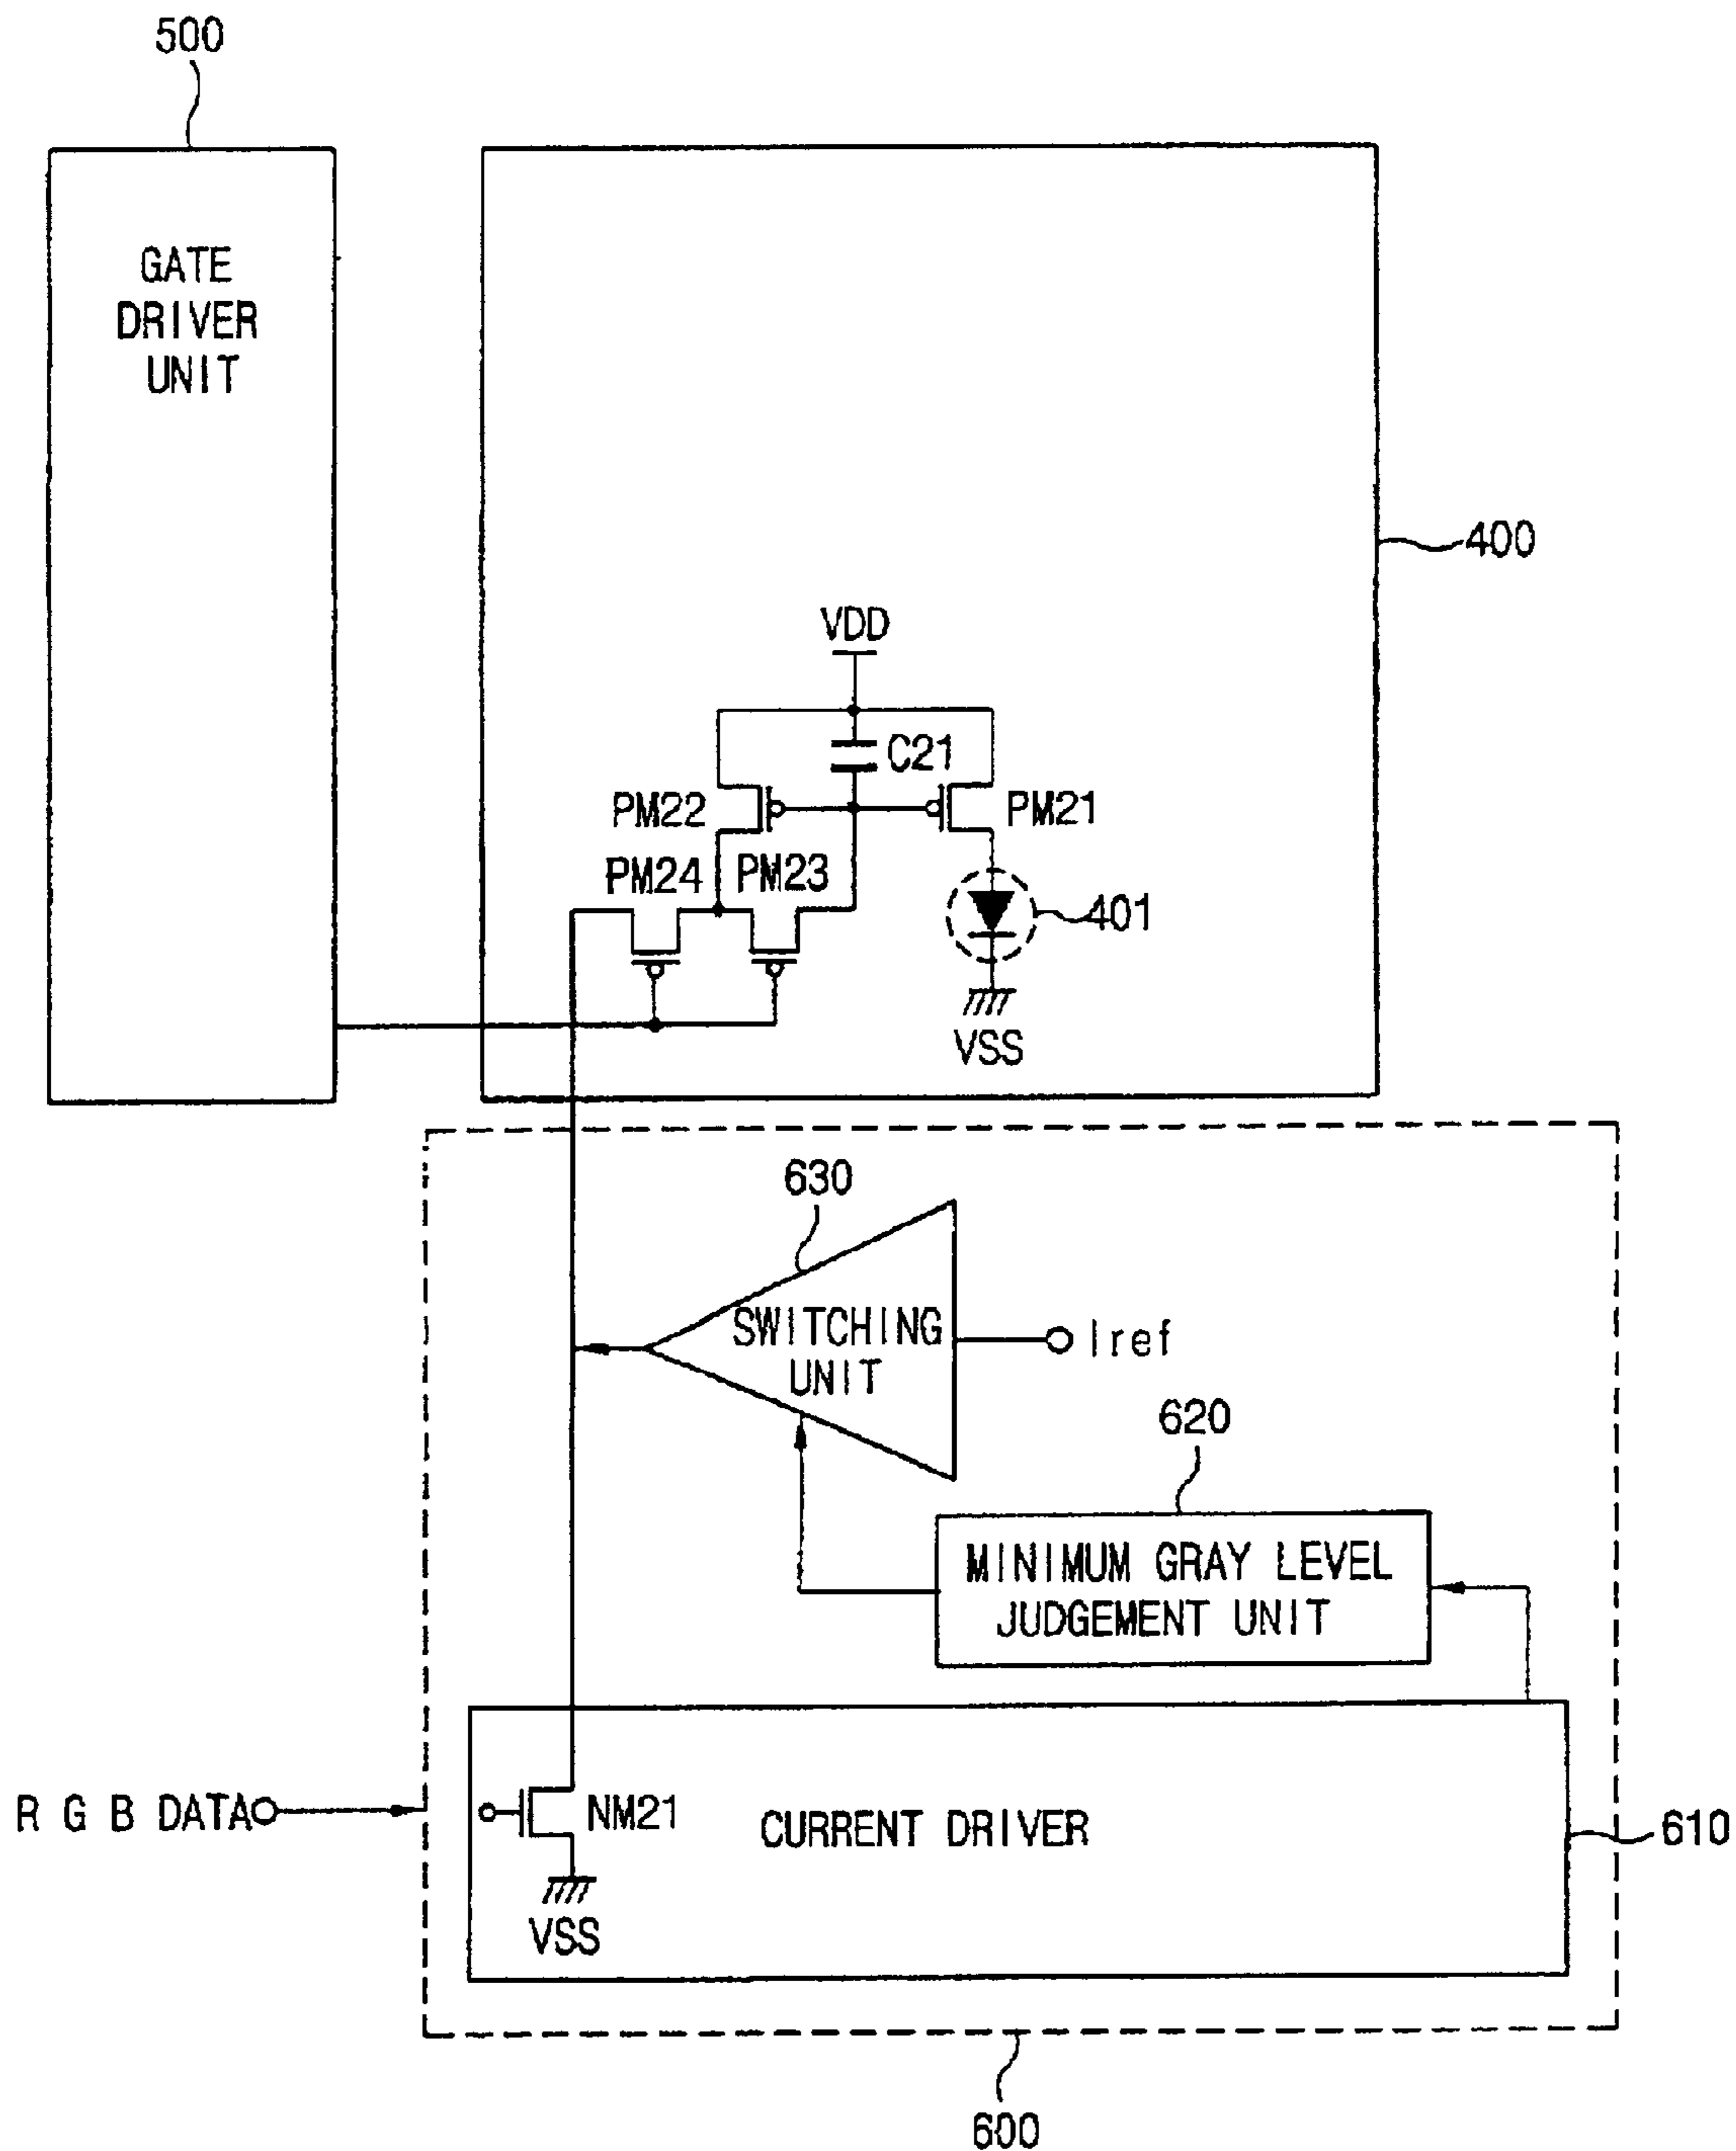 500
GATE
DRIVER
UNIT
400
VDD
C21
PM22
PM21
PM24
PM23
401
VSS
630
SWITCHING
UNIT
Iref
620
MINIMUM GRAY LEVEL
JUDGEMENT UNIT
R G B DATA
NM21
CURRENT DRIVER
610
VSS
600